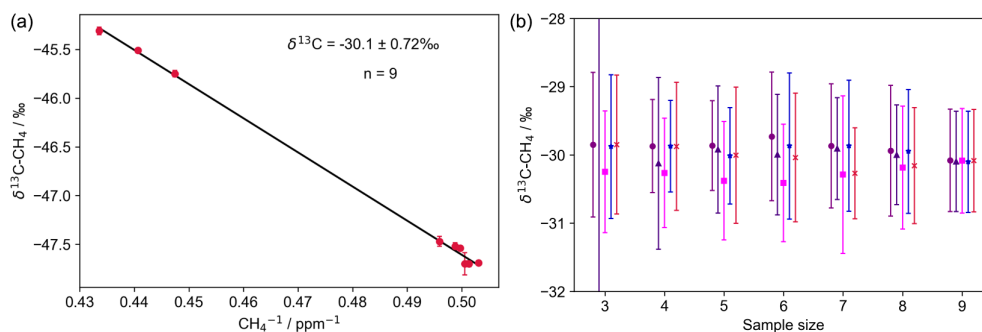 (a)
δ¹³C = -30.1 ± 0.72‰
n = 9
−45.5
−46.0
−46.5
−47.0
−47.5
δ¹³C-CH₄ / ‰
0.43 0.44 0.45 0.46 0.47 0.48 0.49 0.50
CH₄⁻¹ / ppm⁻¹
(b)
−28
−29
−30
−31
−32
δ¹³C-CH₄ / ‰
3 4 5 6 7 8 9
Sample size